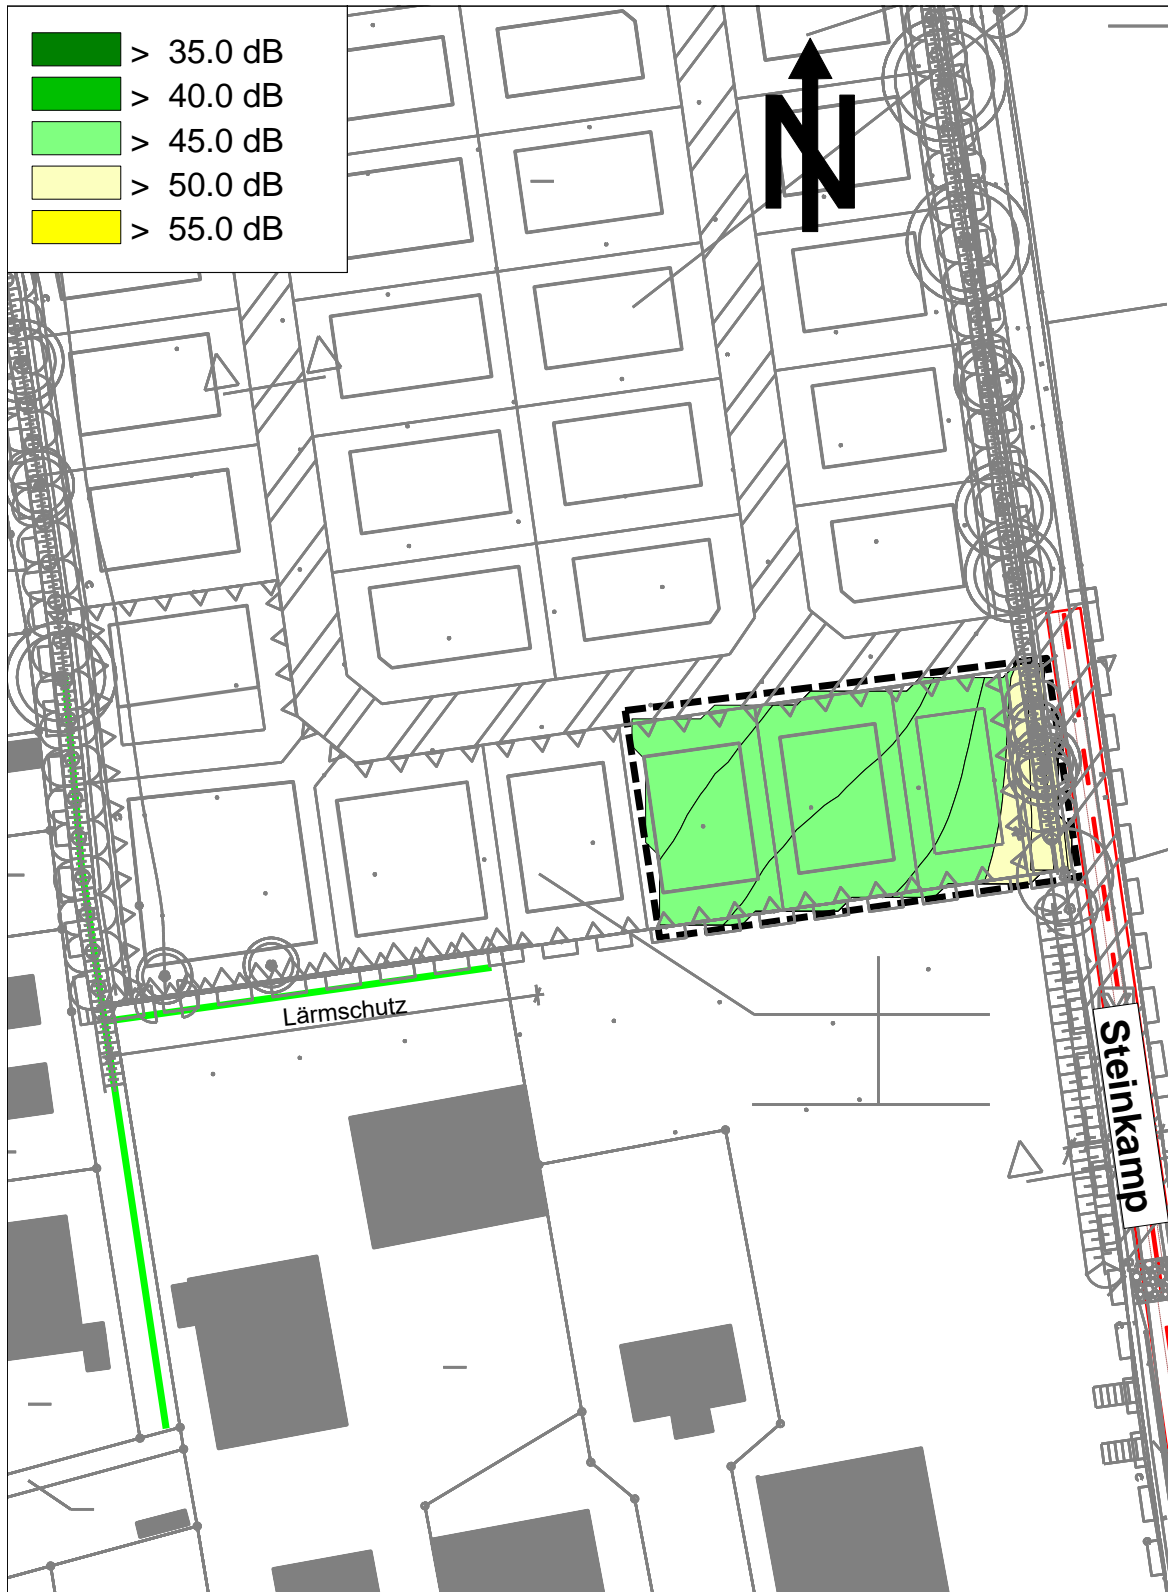 > 35.0 dB
> 40.0 dB
> 45.0 dB
> 50.0 dB
> 55.0 dB
N
Lärmschutz
Steinkamp